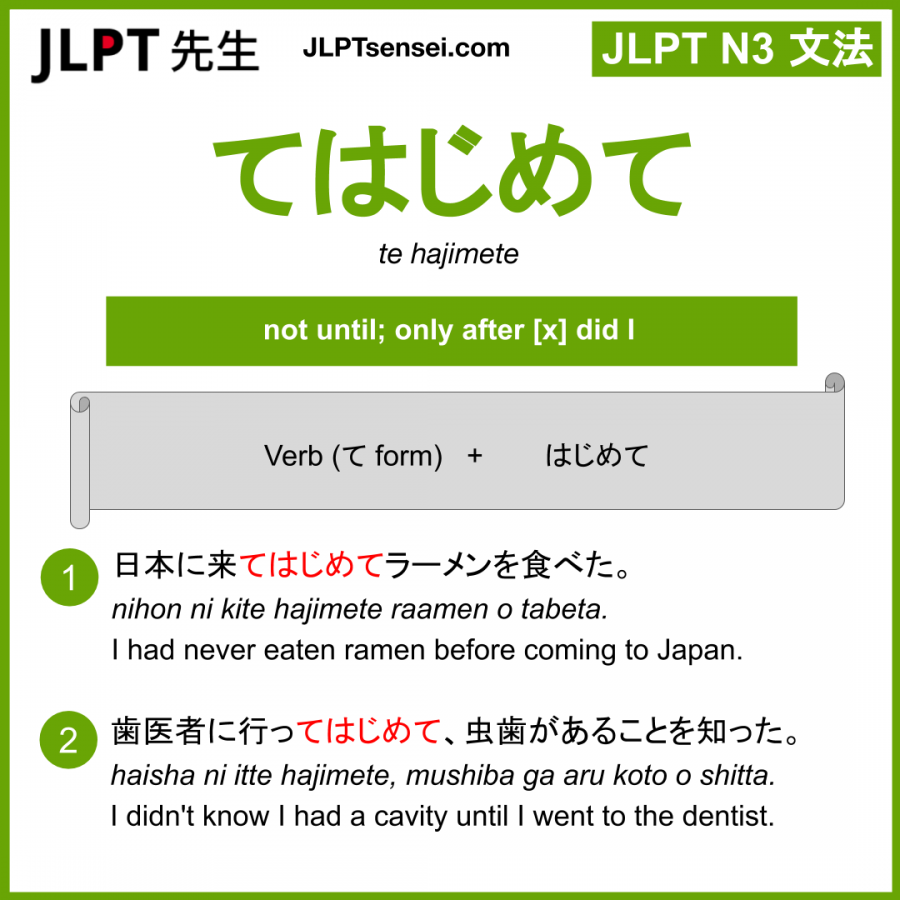 JLPT 先生 JLPTsensei.com JLPT N3 文法
てはじめて
te hajimete
not until; only after [x] did I
Verb (て form) + はじめて
1 日本に来てはじめてラーメンを食べた。
nihon ni kite hajimete raamen o tabeta.
I had never eaten ramen before coming to Japan.
2 歯医者に行ってはじめて、虫歯があることを知った。
haisha ni itte hajimete, mushiba ga aru koto o shitta.
I didn't know I had a cavity until I went to the dentist.